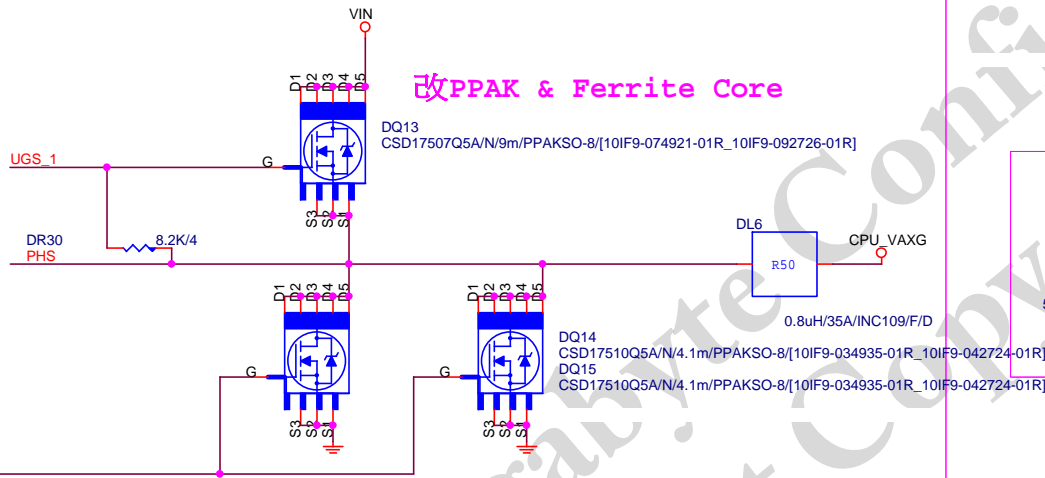 VIN
D1 D2 D3 D4 D5
改PPAK & Ferrite Core
DQ13
CSD17507Q5A/N/9m/PPAKSO-8/[10IF9-074921-01R_10IF9-092726-01R]
UGS_1
G
S3 S2 S1
DR30
8.2K/4
PHS
DL6
R50
CPU_VAXG
0.8uH/35A/INC109/F/D
D1 D2 D3 D4 D5
D1 D2 D3 D4 D5
DQ14
CSD17510Q5A/N/4.1m/PPAKSO-8/[10IF9-034935-01R_10IF9-042724-01R]
DQ15
CSD17510Q5A/N/4.1m/PPAKSO-8/[10IF9-034935-01R_10IF9-042724-01R]
G
G
S3 S2 S1
S3 S2 S1